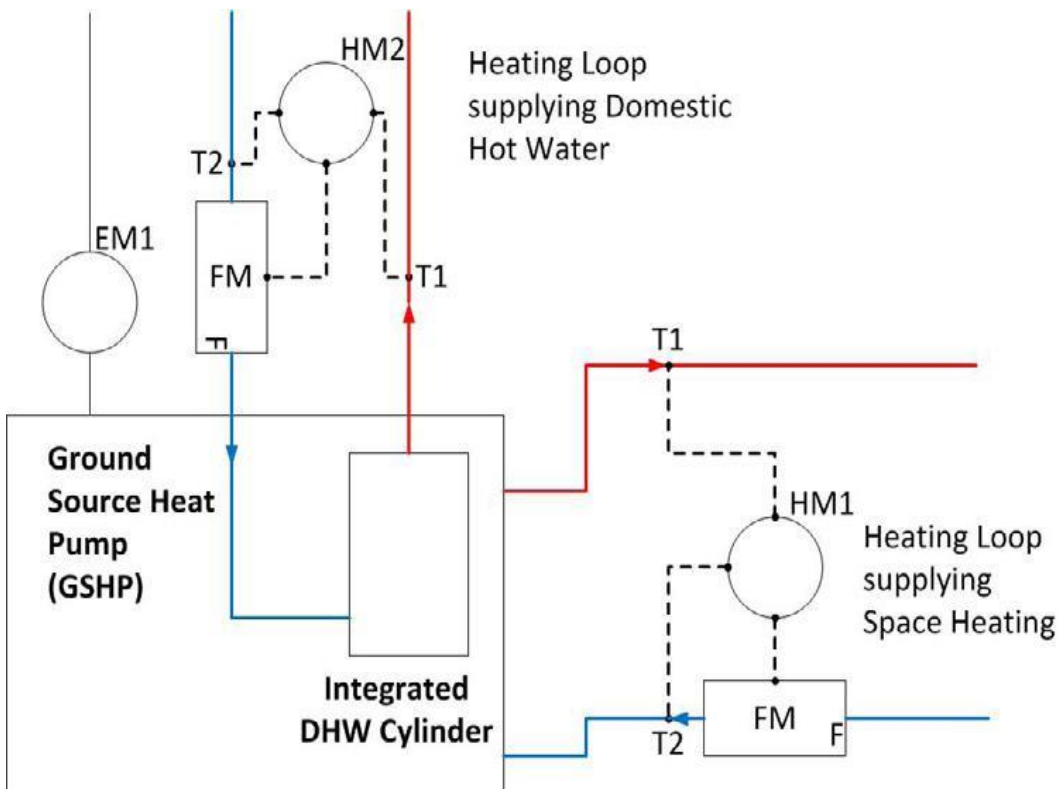 HM2
Heating Loop
supplying Domestic
Hot Water
T2
EM1
FM
T1
F
T1
Ground
Source Heat
Pump
(GSHP)
HM1
Heating Loop
supplying
Space Heating
Integrated
DHW Cylinder
FM
F
T2